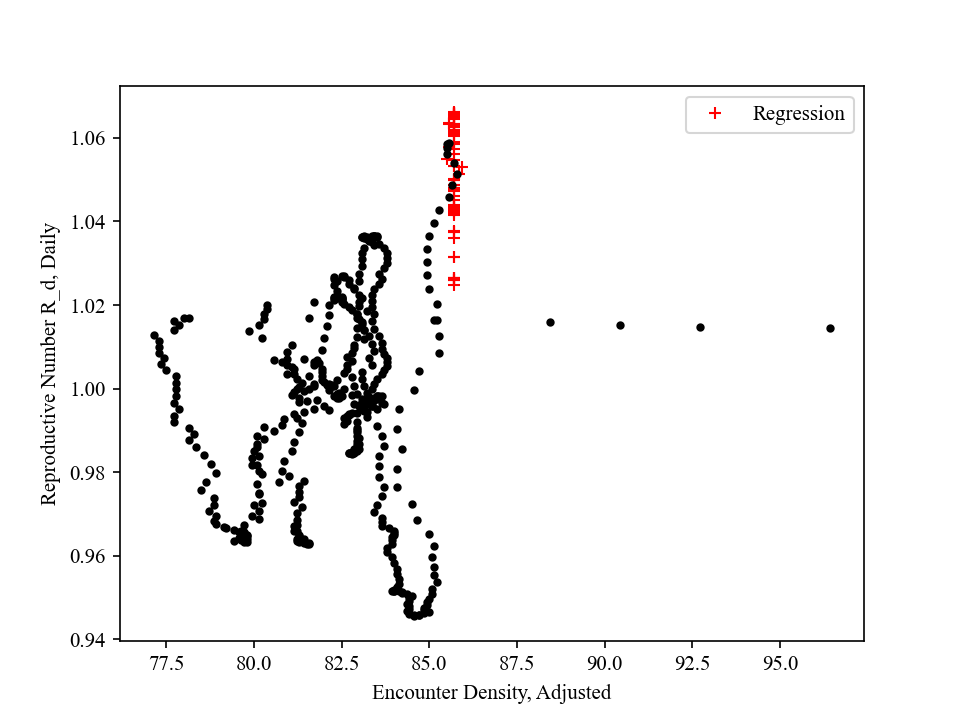 Regression
1.06
1.04
1.02
1.00
0.98
0.96
0.94
Reproductive Number R_d, Daily
77.5 80.0 82.5 85.0 87.5 90.0 92.5 95.0
Encounter Density, Adjusted